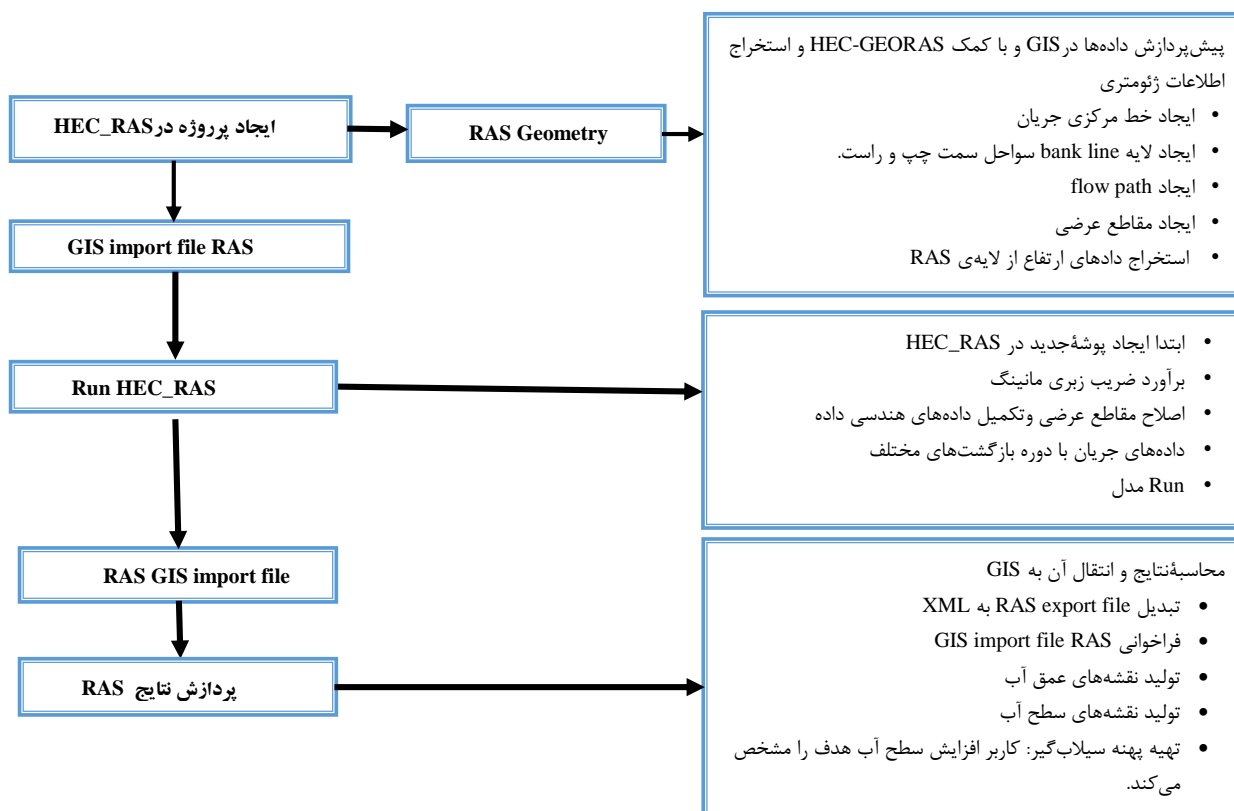 پیش‌پردازش داده‌ها درGIS و با کمک HEC-GEORAS و استخراج
اطلاعات ژئومتری
• ایجاد خط مرکزی جریان
• ایجاد لایه bank line سواحل سمت چپ و راست.
• ایجاد flow path
• ایجاد مقاطع عرضی
• استخراج دادهای ارتفاع از لایه‌ی RAS
RAS Geometry
ایجاد پرروژه درHEC_RAS
GIS import file RAS
Run HEC_RAS
• ابتدا ایجاد پوشۀجدید در HEC_RAS
• برآورد ضریب زبری مانینگ
• اصلاح مقاطع عرضی وتکمیل داده‌های هندسی داده
• داده‌های جریان با دوره بازگشت‌های مختلف
• Run مدل
RAS GIS import file
پردازش نتایج RAS
محاسبۀنتایج و انتقال آن به GIS
• تبدیل RAS export file به XML
• فراخوانی GIS import file RAS
• تولید نقشه‌های عمق آب
• تولید نقشه‌های سطح آب
• تهیه پهنه سیلاب‌گیر: کاربر افزایش سطح آب هدف را مشخص
می‌کند.